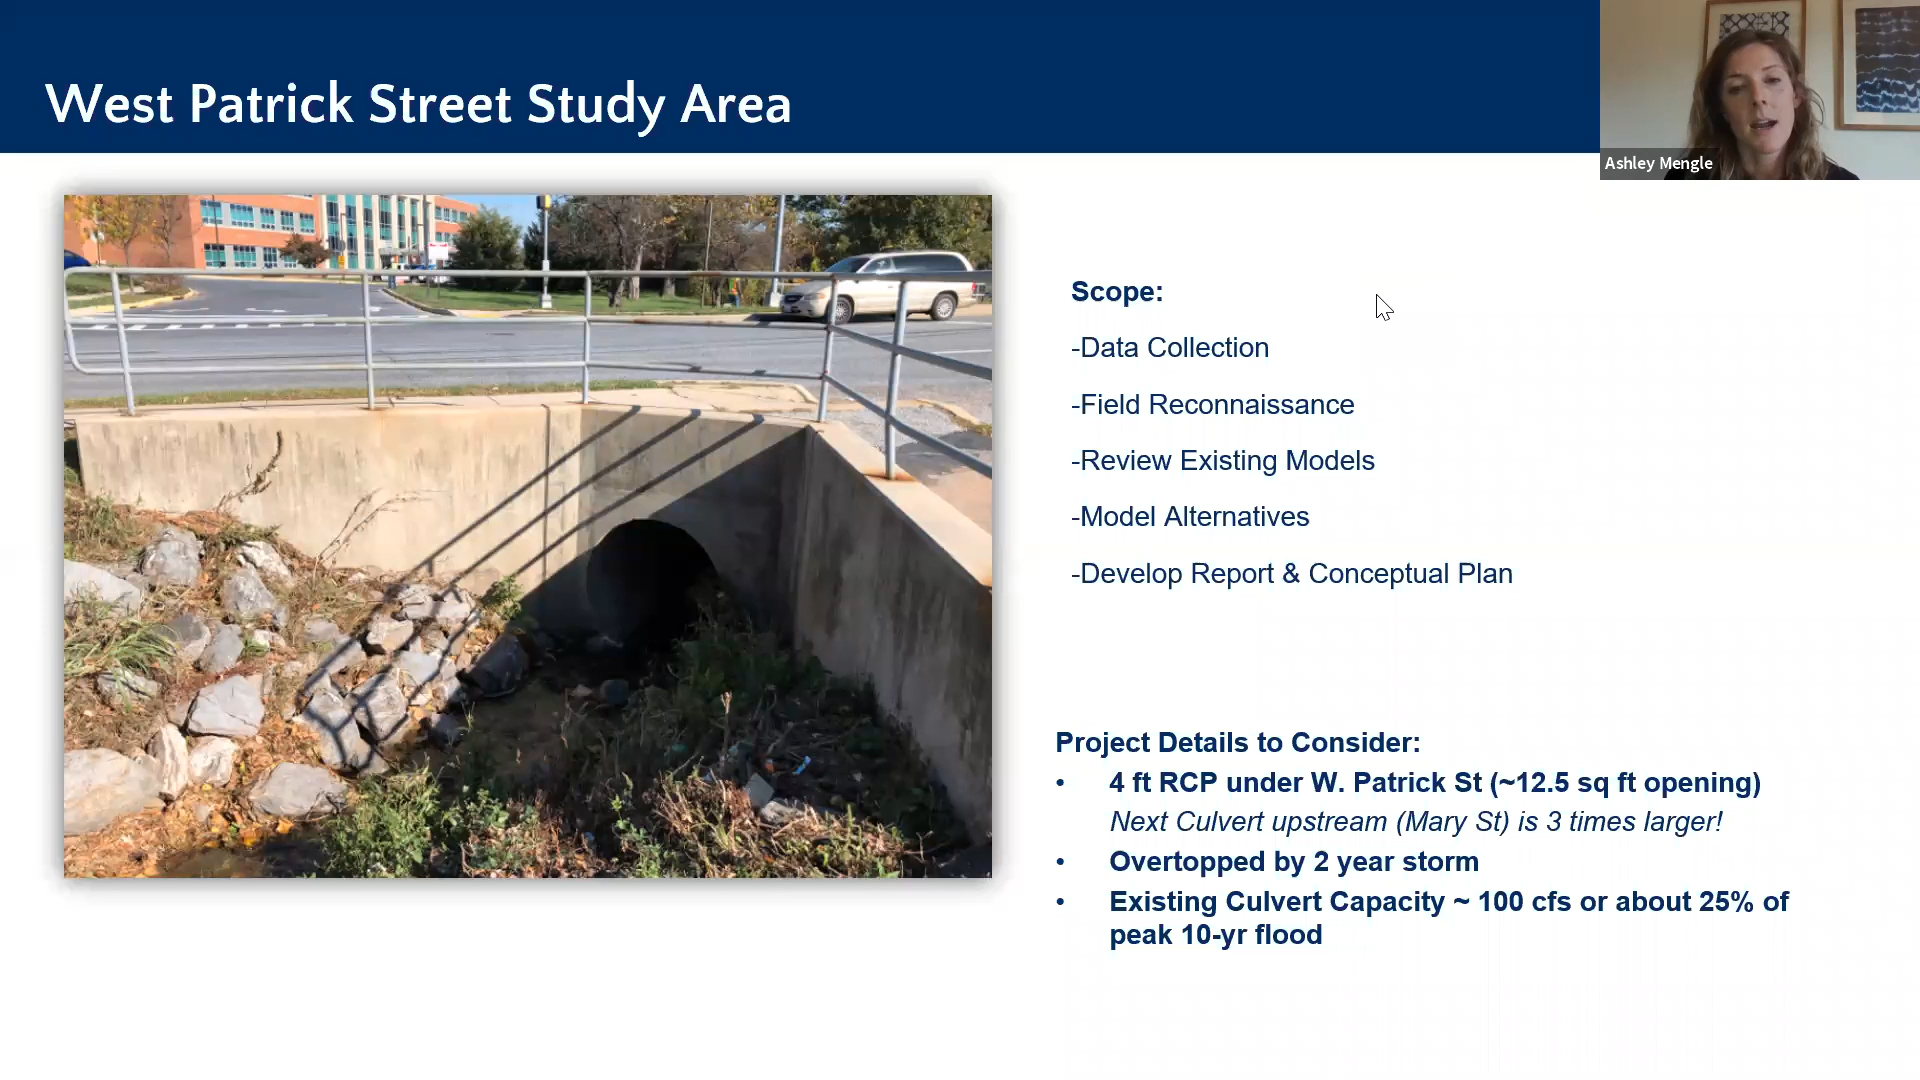 West Patrick Street Study Area
Ashley Mengle
Scope:
-Data Collection
-Field Reconnaissance
-Review Existing Models
-Model Alternatives
-Develop Report & Conceptual Plan
Project Details to Consider:
• 4 ft RCP under W. Patrick St (~12.5 sq ft opening)
Next Culvert upstream (Mary St) is 3 times larger!
• Overtopped by 2 year storm
• Existing Culvert Capacity ~ 100 cfs or about 25% of
peak 10-yr flood